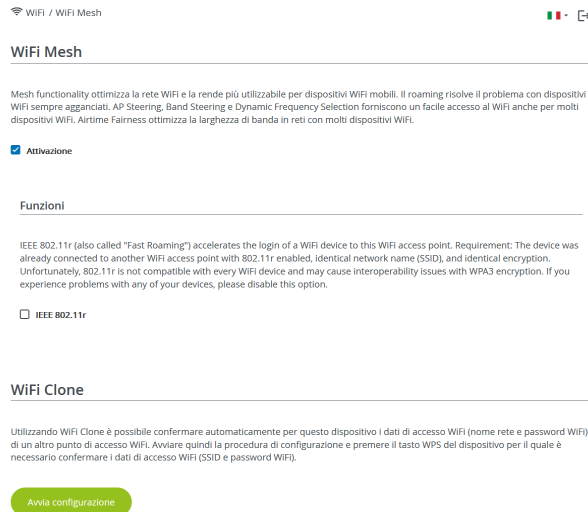 WiFi / WiFi Mesh
WiFi Mesh
Mesh functionality ottimizza la rete WiFi e la rende più utilizzabile per dispositivi WiFi mobili. Il roaming risolve il problema con dispositivi
WiFi sempre agganciati. AP Steering, Band Steering e Dynamic Frequency Selection forniscono un facile accesso al WiFi anche per molti
dispositivi WiFi. Airtime Fairness ottimizza la larghezza di banda in reti con molti dispositivi WiFi.
Attivazione
Funzioni
IEEE 802.11r (also called "Fast Roaming") accelerates the login of a WiFi device to this WiFi access point. Requirement: The device was
already connected to another WiFi access point with 802.11r enabled, identical network name (SSID), and identical encryption.
Unfortunately, 802.11r is not compatible with every WiFi device and may cause interoperability issues with WPA3 encryption. If you
experience problems with any of your devices, please disable this option.
IEEE 802.11r
WiFi Clone
Utilizzando WiFi Clone è possibile confermare automaticamente per questo dispositivo i dati di accesso WiFi (nome rete e password WiFi)
di un altro punto di accesso WiFi. Avviare quindi la procedura di configurazione e premere il tasto WPS del dispositivo per il quale è
necessario confermare i dati di accesso WiFi (SSID e password WiFi).
Avvia configurazione